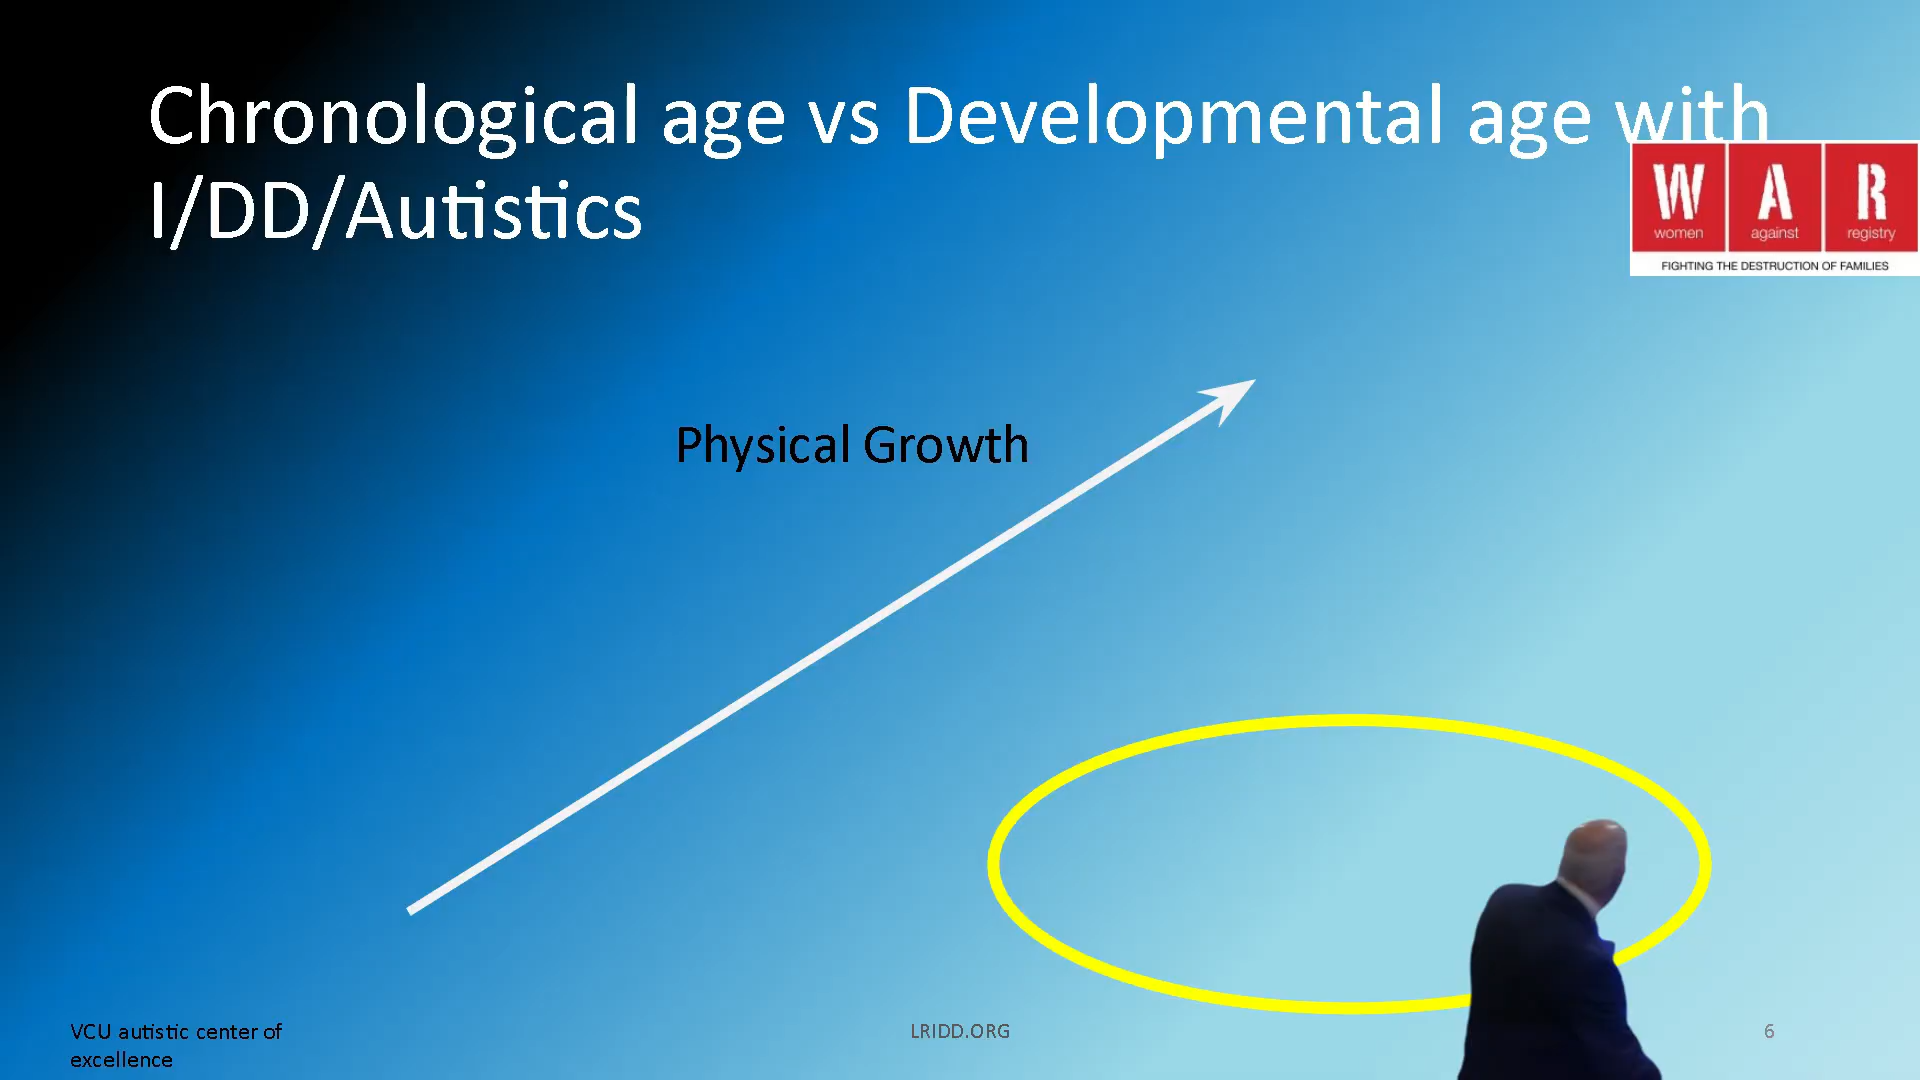 Chronological age vs Developmental age with
I/DD/Autistics
W A R
women against registry
FIGHTING THE DESTRUCTION OF FAMILIES
Physical Growth
VCU autistic center of
excellence
LRIDD.ORG
6